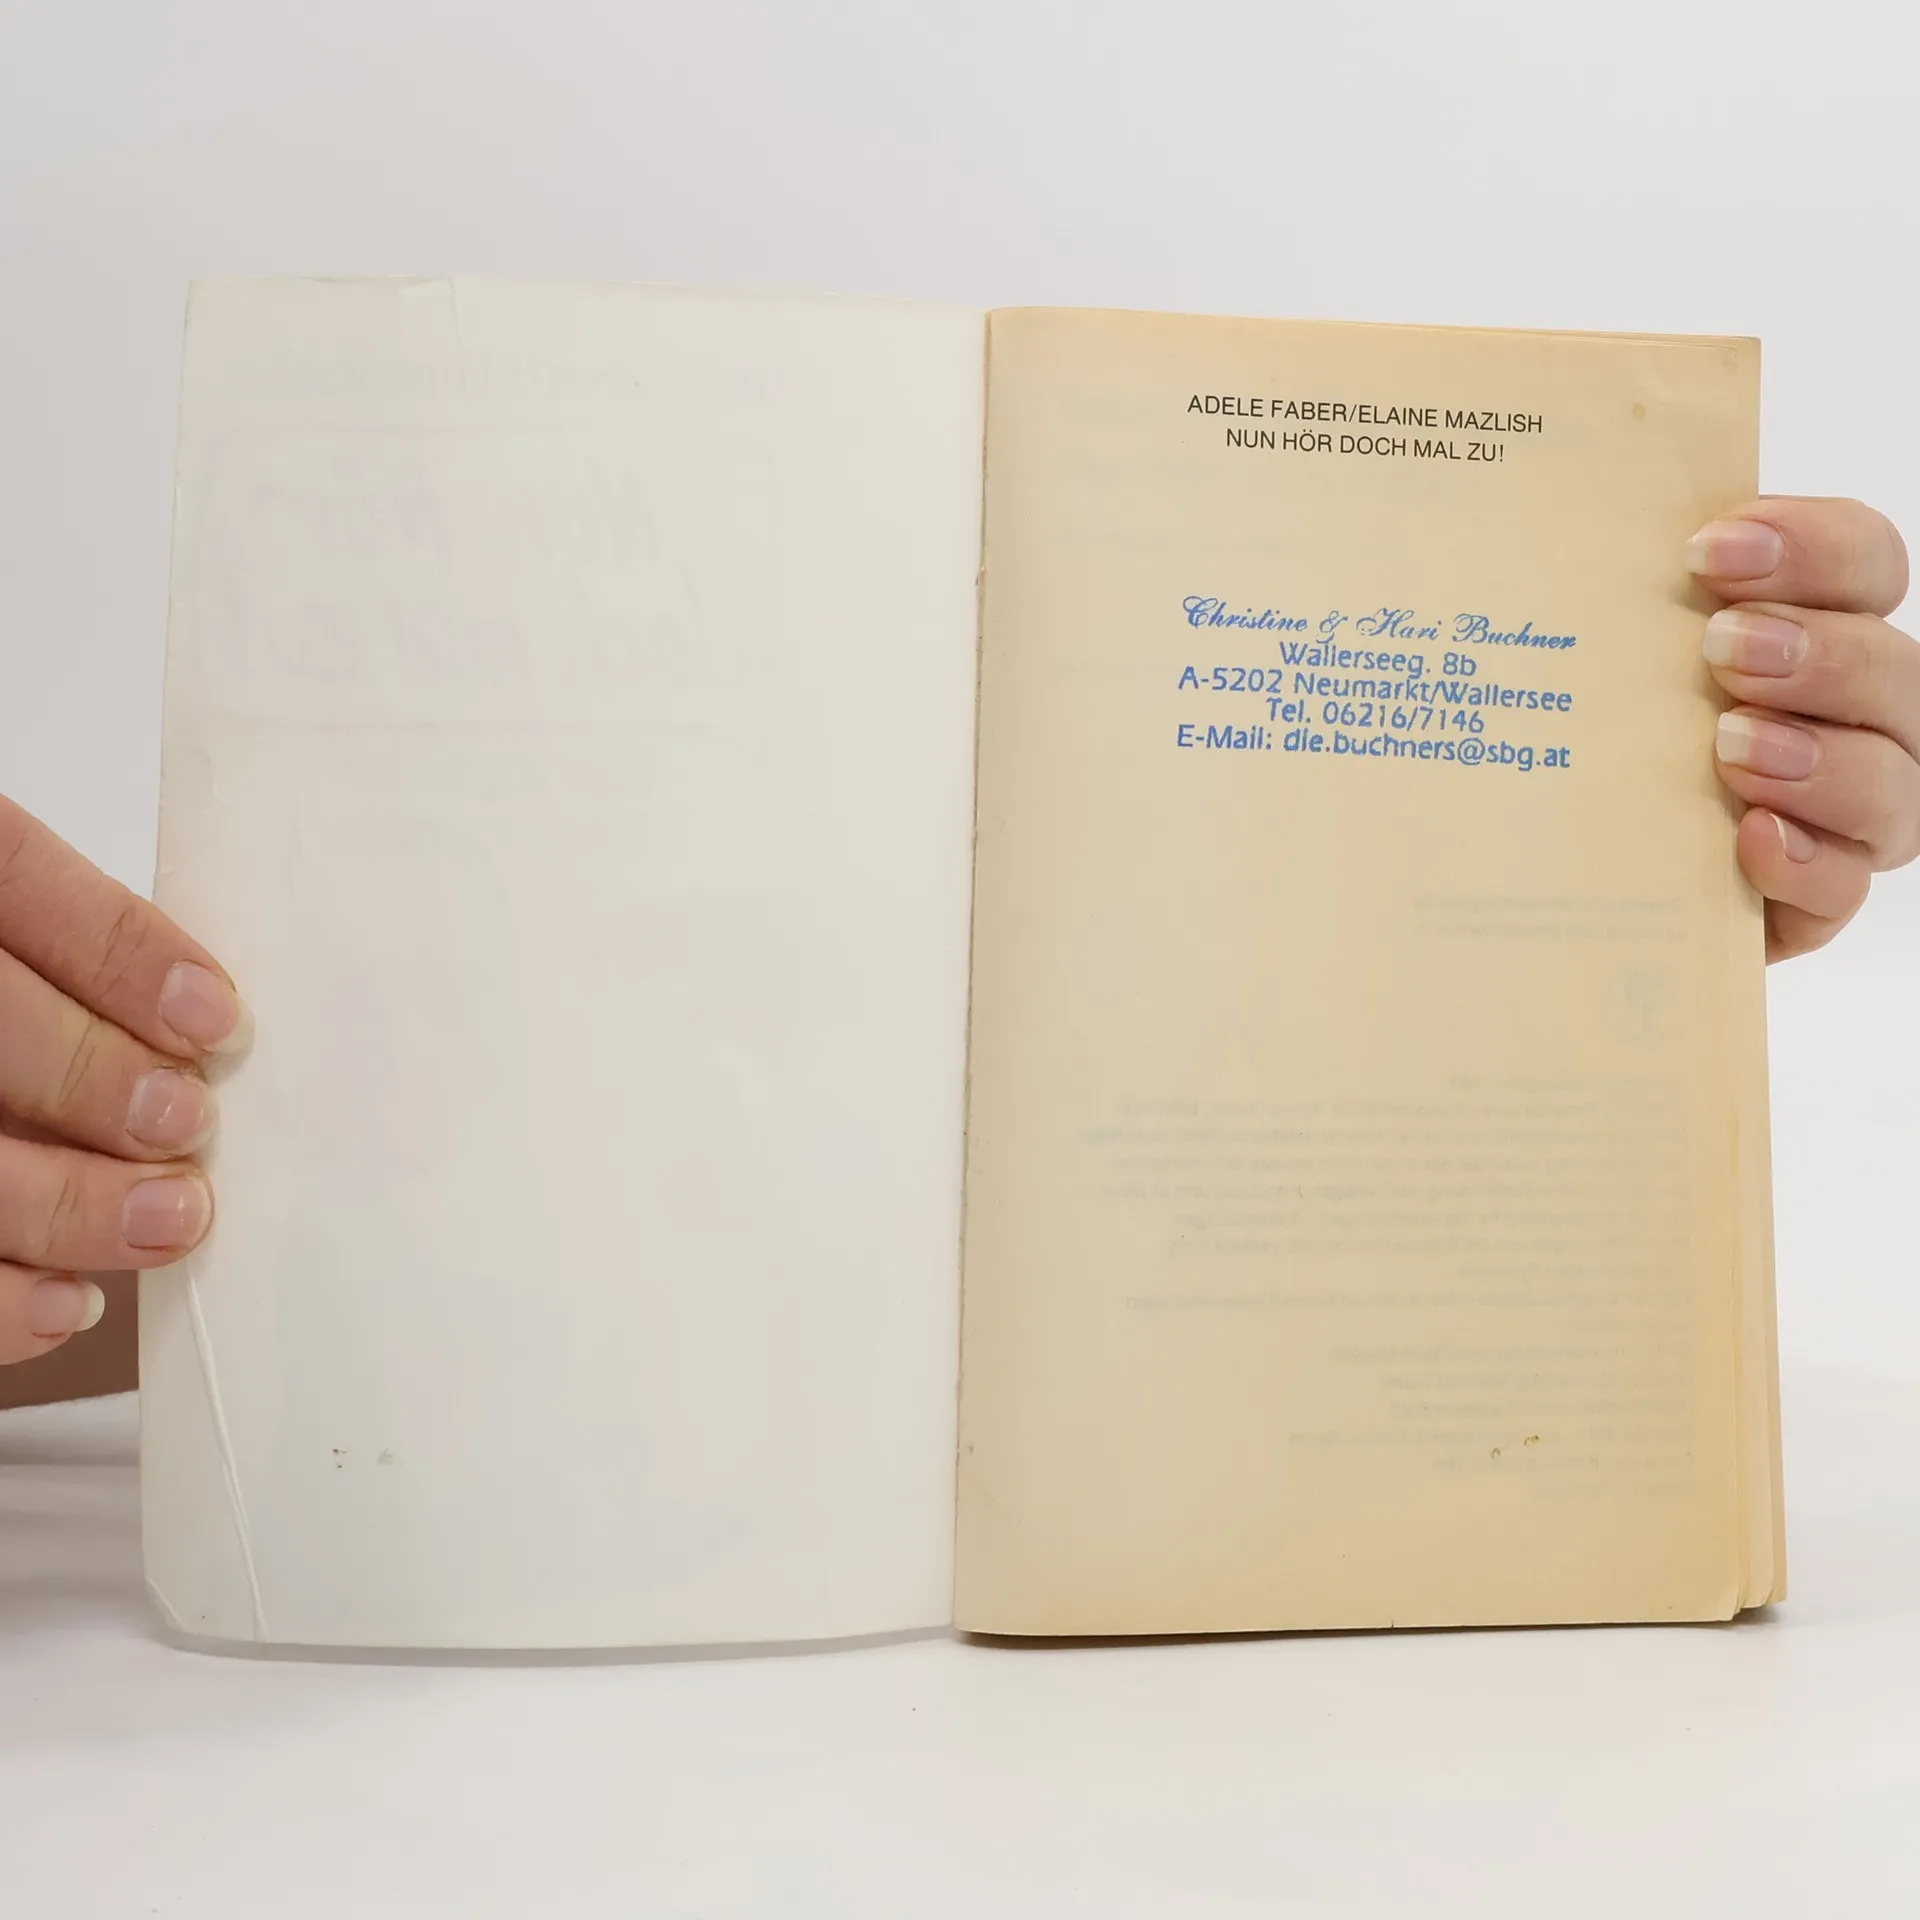 ADELE FABER/ELAINE MAZLISH
NUN HÖR DOCH MAL ZU!
Christine & Hari Buchner
Wallerseeg. 8b
A-5202 Neumarkt/Wallersee
Tel. 06216/7146
E-Mail: die.buchners@sbg.at